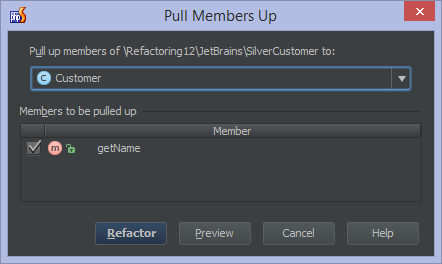 php
Pull Members Up
Pull up members of \Refactoring12\JetBrains\SilverCustomer to:
C Customer
Members to be pulled up
Member
m getName
Refactor Preview Cancel Help